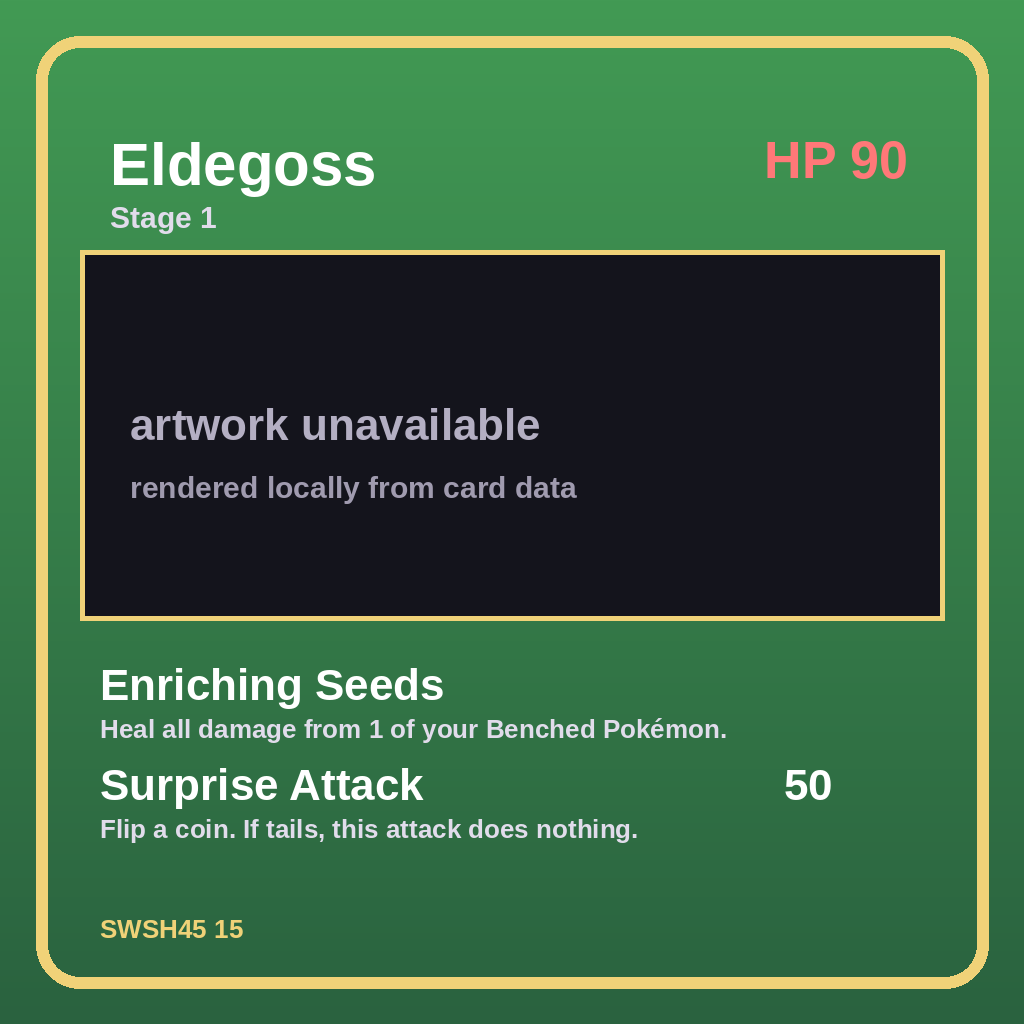 Eldegoss
HP 90
Stage 1
artwork unavailable
rendered locally from card data
Enriching Seeds
Heal all damage from 1 of your Benched Pokémon.
Surprise Attack 50
Flip a coin. If tails, this attack does nothing.
SWSH45 15